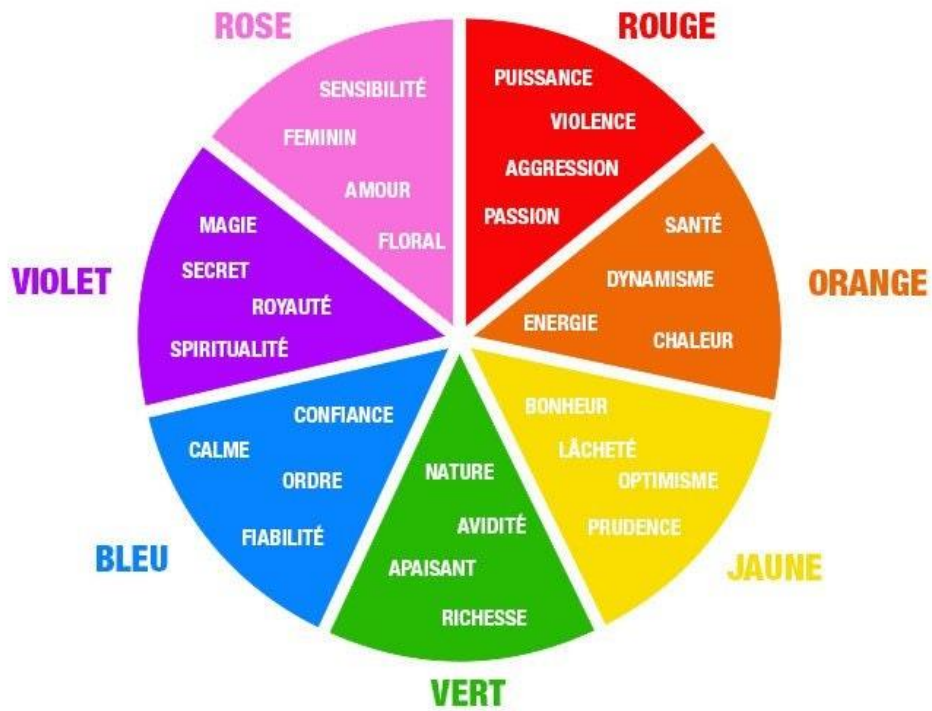 ROSE
SENSIBILITÉ
FEMININ
AMOUR
FLORAL
ROUGE
PUISSANCE
VIOLENCE
AGGRESSION
PASSION
ORANGE
SANTÉ
DYNAMISME
ENERGIE
CHALEUR
JAUNE
BONHEUR
LÂCHETÉ
OPTIMISME
PRUDENCE
VERT
NATURE
AVIDITÉ
APAISANT
RICHESSE
BLEU
CONFIANCE
CALME
ORDRE
FIABILITÉ
VIOLET
MAGIE
SECRET
ROYAUTÉ
SPIRITUALITÉ